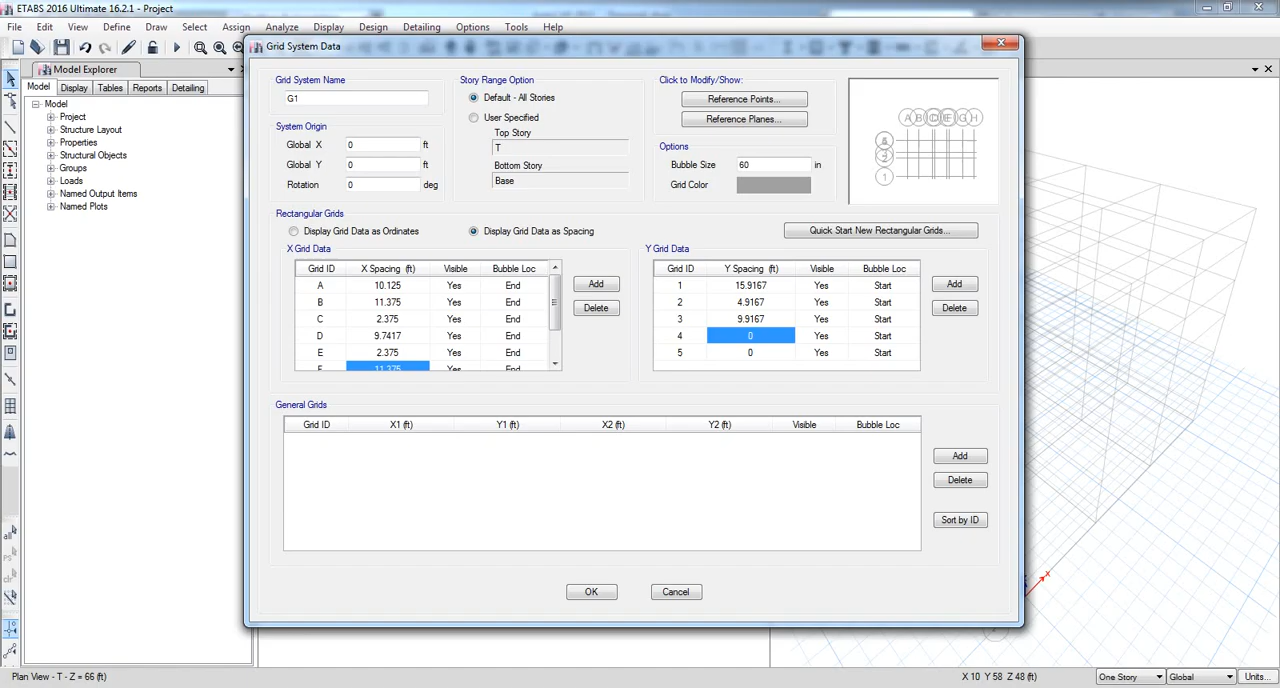 ETABS 2016 Ultimate 16.2.1 - Project
File Edit View Define Draw Select Assign Analyze Display Design Detailing Options Tools Help
Grid System Data
Model Explorer
Model Display Tables Reports Detailing
Model
Project
Structure Layout
Properties
Structural Objects
Groups
Loads
Named Output Items
Named Plots
Grid System Name
G1
System Origin
Global X 0 ft
Global Y 0 ft
Rotation 0 deg
Story Range Option
Default - All Stories
User Specified
Top Story
T
Bottom Story
Base
Click to Modify/Show:
Reference Points...
Reference Planes...
Options
Bubble Size 60 in
Grid Color
A B G H
2
1
Rectangular Grids
Display Grid Data as Ordinates
Display Grid Data as Spacing
Quick Start New Rectangular Grids...
X Grid Data
Grid ID X Spacing (ft) Visible Bubble Loc
A 10.125 Yes End
B 11.375 Yes End
C 2.375 Yes End
D 9.7417 Yes End
E 2.375 Yes End
F 11.375 Yes End
Add
Delete
Y Grid Data
Grid ID Y Spacing (ft) Visible Bubble Loc
1 15.9167 Yes Start
2 4.9167 Yes Start
3 9.9167 Yes Start
4 0 Yes Start
5 0 Yes Start
Add
Delete
General Grids
Grid ID X1 (ft) Y1 (ft) X2 (ft) Y2 (ft) Visible Bubble Loc
Add
Delete
Sort by ID
OK Cancel
X
Plan View - T - Z = 66 (ft)
X 10 Y 58 Z 48 (ft)
One Story
Global
Units...